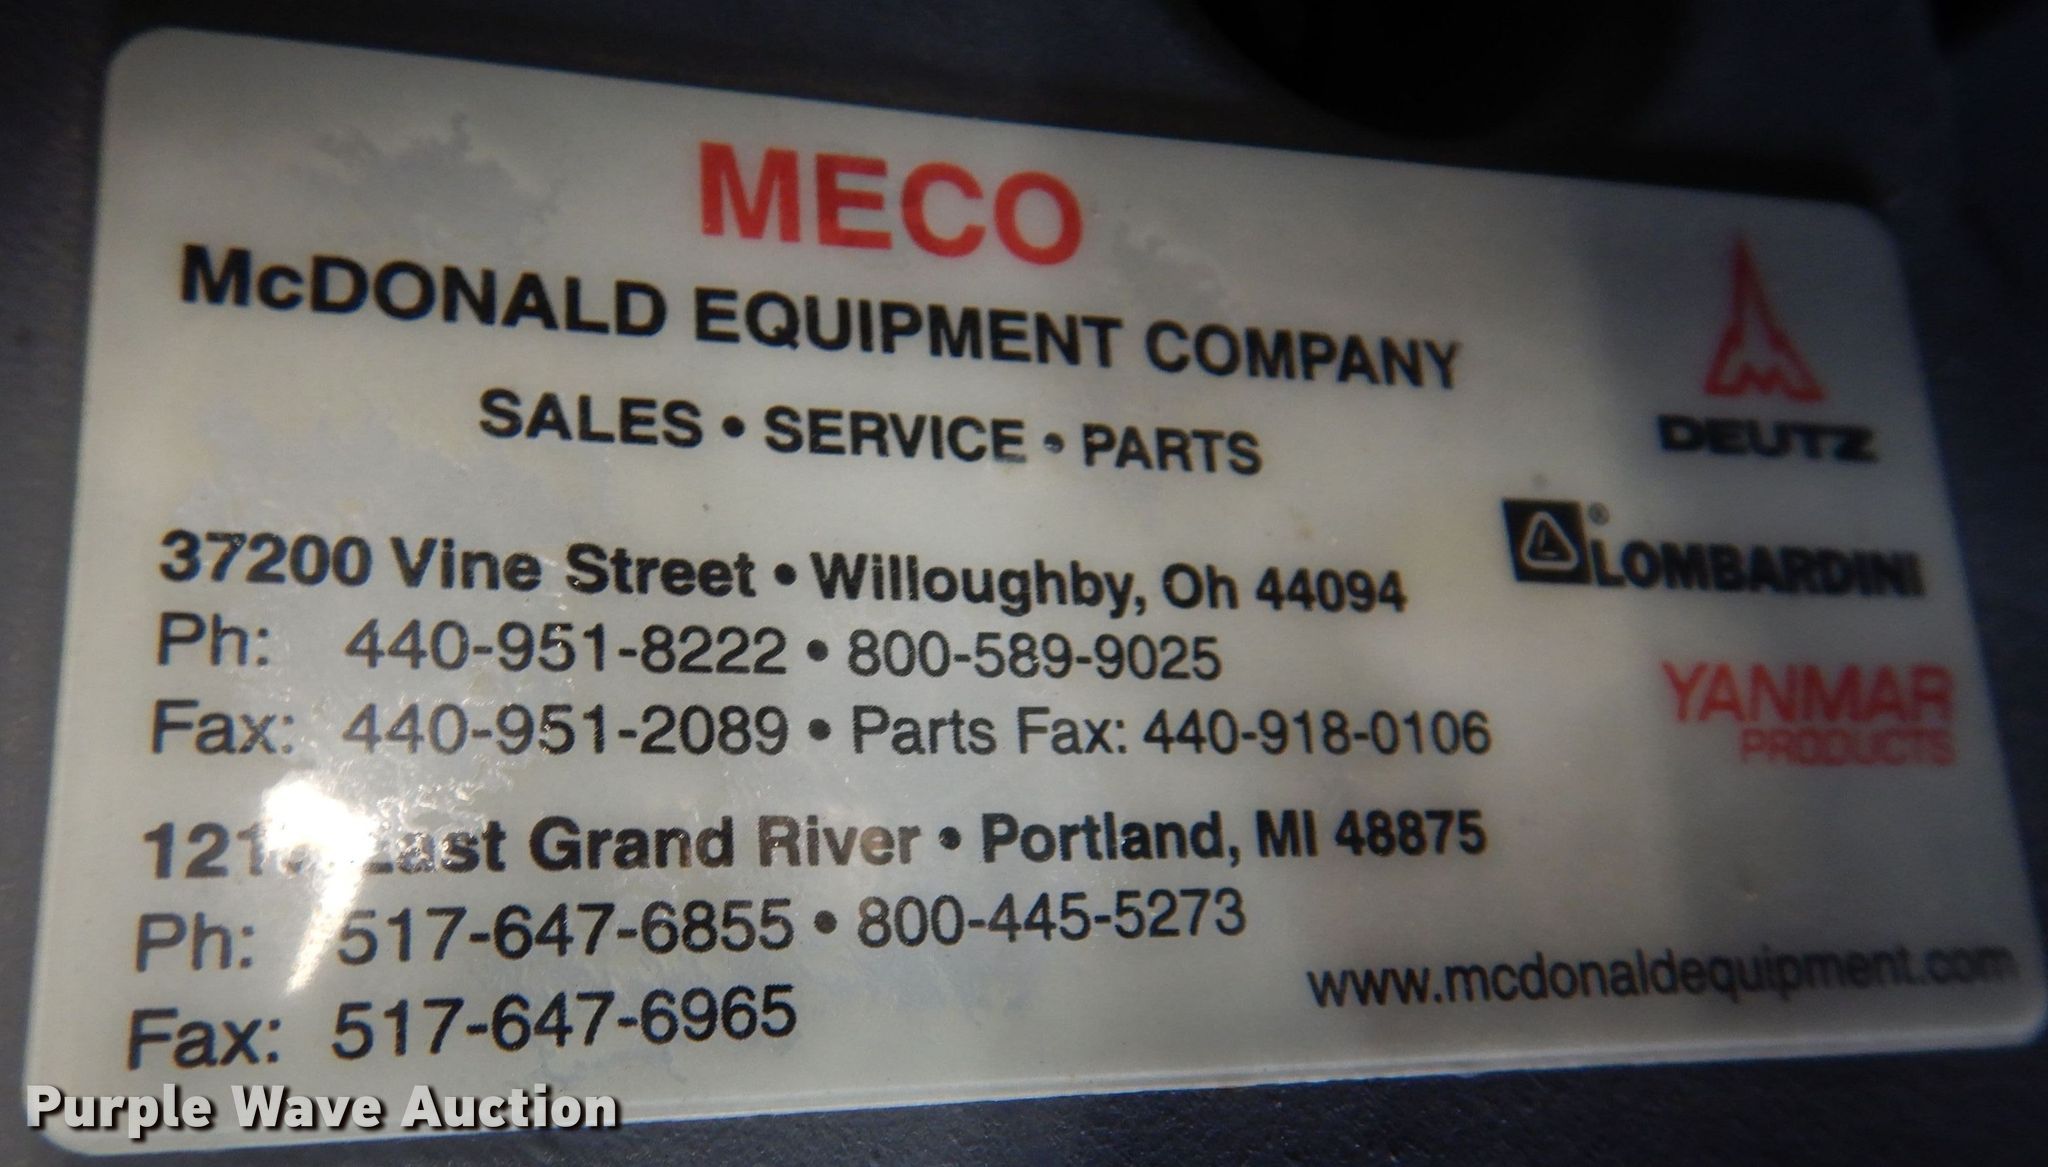 MECO
McDONALD EQUIPMENT COMPANY
SALES • SERVICE • PARTS
DEUTZ
® LOMBARDINI
YANMAR
PRODUCTS
37200 Vine Street • Willoughby, Oh 44094
Ph: 440-951-8222 • 800-589-9025
Fax: 440-951-2089 • Parts Fax: 440-918-0106
East Grand River • Portland, MI 48875
Ph: 517-647-6855 • 800-445-5273
Fax: 517-647-6965
www.mcdonaldequipment.com
Purple Wave Auction